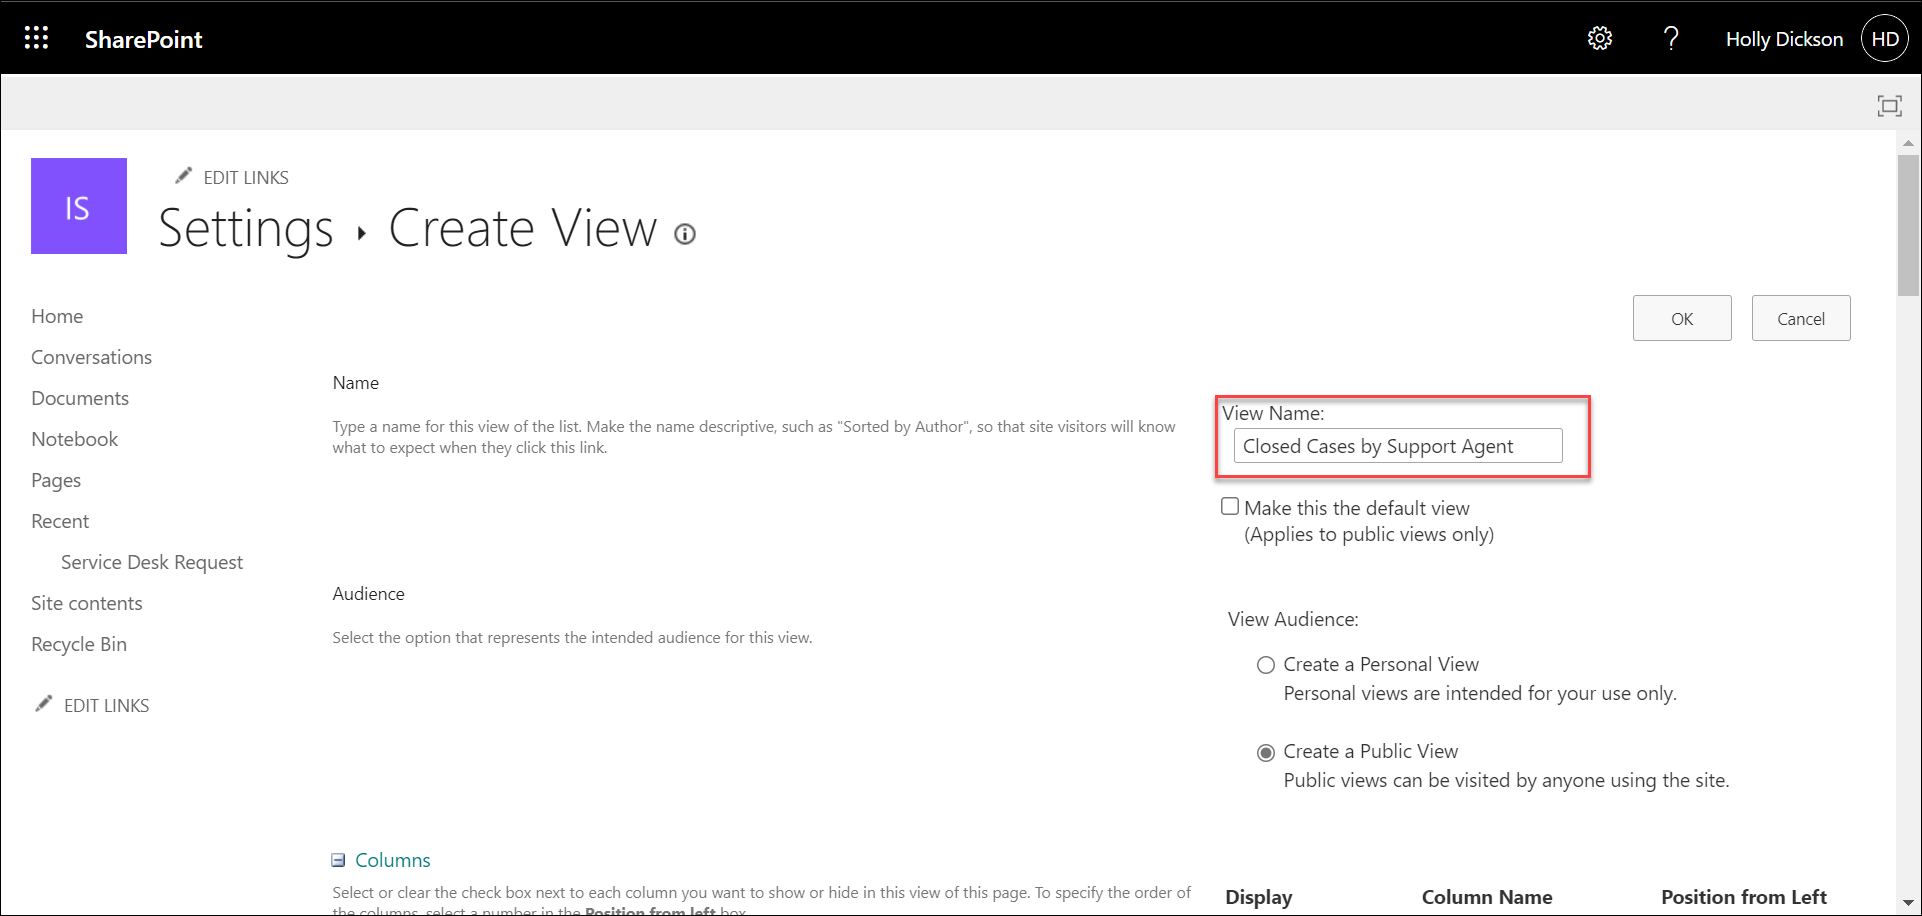 SharePoint
?
Holly Dickson
HD
IS
EDIT LINKS
Settings ▸ Create View
Home
Conversations
Documents
Notebook
Pages
Recent
Service Desk Request
Site contents
Recycle Bin
EDIT LINKS
OK
Cancel
Name
Type a name for this view of the list. Make the name descriptive, such as "Sorted by Author", so that site visitors will know
what to expect when they click this link.
View Name:
Closed Cases by Support Agent
Make this the default view
(Applies to public views only)
Audience
Select the option that represents the intended audience for this view.
View Audience:
Create a Personal View
Personal views are intended for your use only.
Create a Public View
Public views can be visited by anyone using the site.
Columns
Select or clear the check box next to each column you want to show or hide in this view of this page. To specify the order of
the columns, select a number in the Position from left box.
Display
Column Name
Position from Left